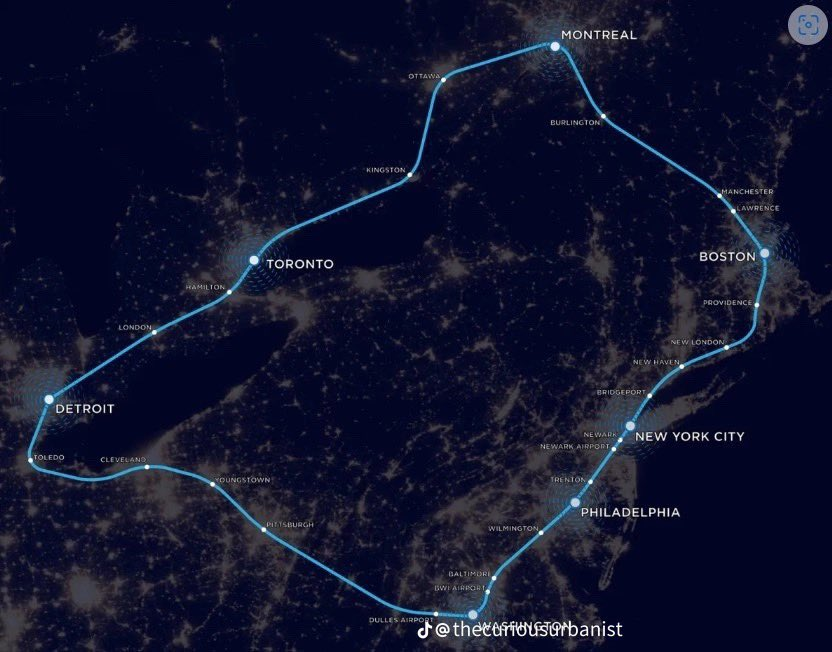 MONTREAL
OTTAWA
BURLINGTON
KINGSTON
MANCHESTER
LAWRENCE
BOSTON
TORONTO
HAMILTON
PROVIDENCE
LONDON
NEW LONDON
NEW HAVEN
BRIDGEPORT
DETROIT
NEWARK
NEW YORK CITY
NEWARK AIRPORT
TOLEDO
CLEVELAND
YOUNGSTOWN
TRENTON
PHILADELPHIA
PITTSBURGH
WILMINGTON
BALTIMORE
BWI AIRPORT
DULLES AIRPORT
WASHINGTON
@thecuriousurbanist